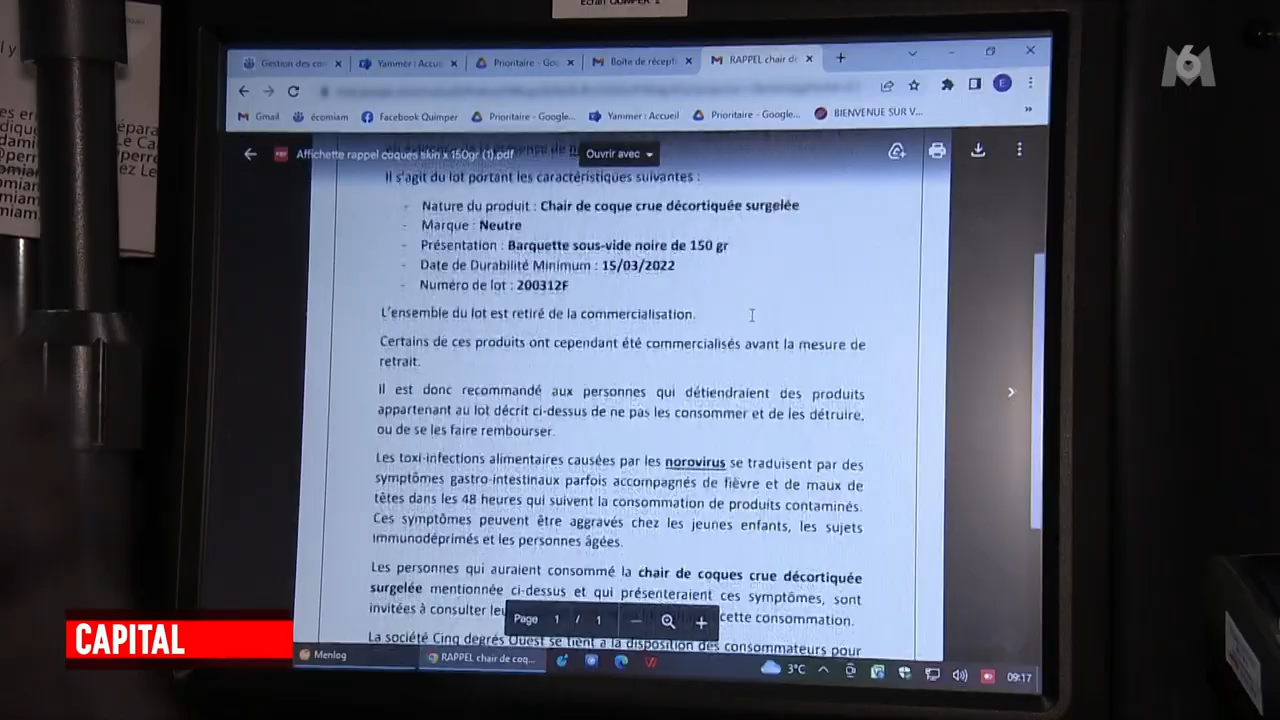 Ecran QUIMPER 2
M6
Gestion des co
Yammer : Accu
Prioritaire - Goo
Boîte de récept
RAPPEL chair de
E
Gmail
écomiam
Facebook Quimper
Prioritaire - Google...
Yammer : Accueil
Prioritaire - Google...
BIENVENUE SUR V...
Affichette rappel coques skin x 150gr (1).pdf
Ouvrir avec
Il s'agit du lot portant les caractéristiques suivantes :
- Nature du produit : Chair de coque crue décortiquée surgelée
- Marque : Neutre
- Présentation : Barquette sous-vide noire de 150 gr
- Date de Durabilité Minimum : 15/03/2022
- Numéro de lot : 200312F
L'ensemble du lot est retiré de la commercialisation.
Certains de ces produits ont cependant été commercialisés avant la mesure de
retrait.
Il est donc recommandé aux personnes qui détiendraient des produits
appartenant au lot décrit ci-dessus de ne pas les consommer et de les détruire,
ou de se les faire rembourser.
Les toxi-infections alimentaires causées par les norovirus se traduisent par des
symptômes gastro-intestinaux parfois accompagnés de fièvre et de maux de
têtes dans les 48 heures qui suivent la consommation de produits contaminés.
Ces symptômes peuvent être aggravés chez les jeunes enfants, les sujets
immunodéprimés et les personnes âgées.
Les personnes qui auraient consommé la chair de coques crue décortiquée
surgelée mentionnée ci-dessus et qui présenteraient ces symptômes, sont
invitées à consulter leu cette consommation.
Page 1 / 1
La société Cinq degrés Ouest se tient à la disposition des consommateurs pour
CAPITAL
Menlog
RAPPEL chair de coq...
3°C
09:17